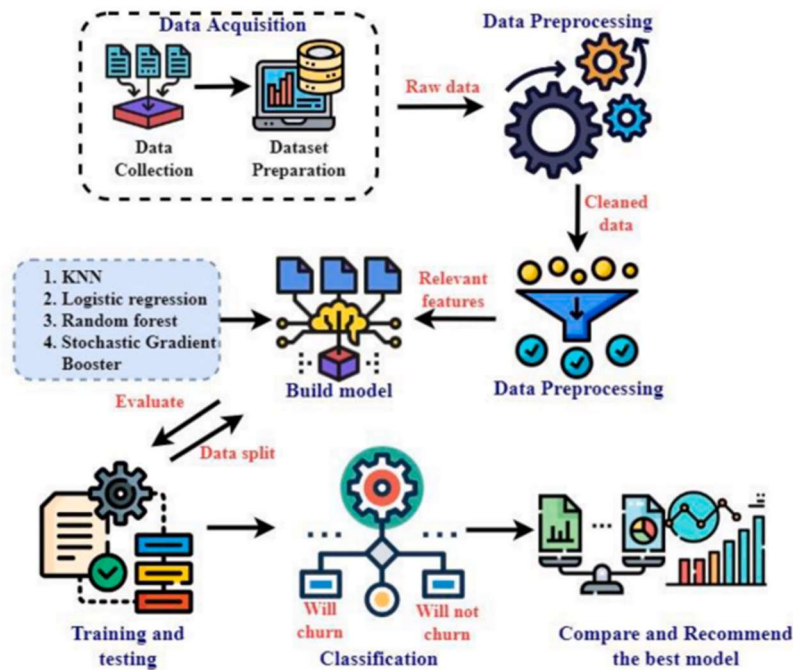 Data Acquisition
Data
Collection
Dataset
Preparation
Raw data
Data Preprocessing
Cleaned
data
1. KNN
2. Logistic regression
3. Random forest
4. Stochastic Gradient
Booster
Build model
Relevant
features
Data Preprocessing
Evaluate
Data split
Training and
testing
Will
churn
Will not
churn
Classification
Compare and Recommend
the best model